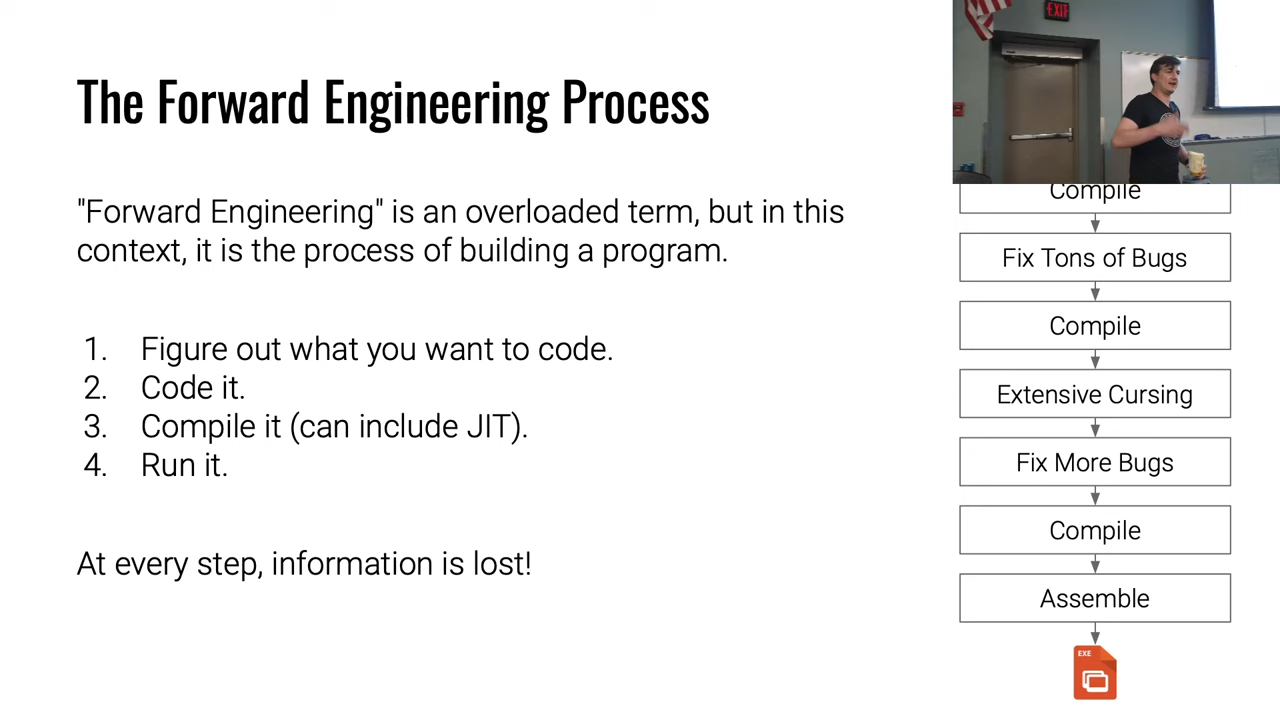 The Forward Engineering Process
"Forward Engineering" is an overloaded term, but in this
context, it is the process of building a program.
1. Figure out what you want to code.
2. Code it.
3. Compile it (can include JIT).
4. Run it.
At every step, information is lost!
EXIT
Compile
Fix Tons of Bugs
Compile
Extensive Cursing
Fix More Bugs
Compile
Assemble
EXE